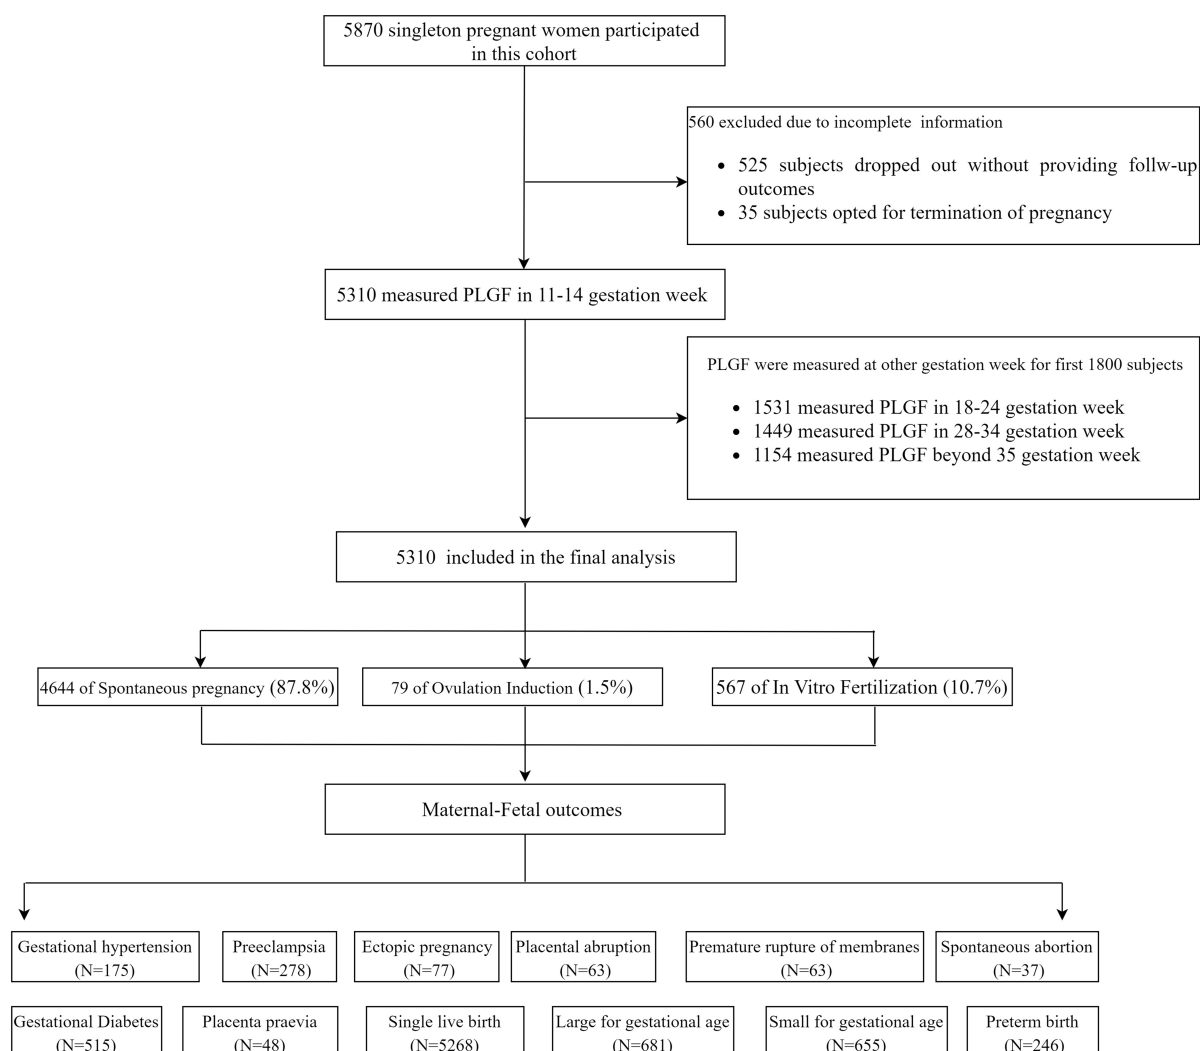 5870 singleton pregnant women participated
in this cohort
560 excluded due to incomplete information
• 525 subjects dropped out without providing follw-up
outcomes
• 35 subjects opted for termination of pregnancy
5310 measured PLGF in 11-14 gestation week
PLGF were measured at other gestation week for first 1800 subjects
• 1531 measured PLGF in 18-24 gestation week
• 1449 measured PLGF in 28-34 gestation week
• 1154 measured PLGF beyond 35 gestation week
5310 included in the final analysis
4644 of Spontaneous pregnancy (87.8%)
79 of Ovulation Induction (1.5%)
567 of In Vitro Fertilization (10.7%)
Maternal-Fetal outcomes
Gestational hypertension
(N=175)
Preeclampsia
(N=278)
Ectopic pregnancy
(N=77)
Placental abruption
(N=63)
Premature rupture of membranes
(N=63)
Spontaneous abortion
(N=37)
Gestational Diabetes
(N=515)
Placenta praevia
(N=48)
Single live birth
N=5268)
Large for gestational age
(N=681)
Small for gestational age
(N=655)
Preterm birth
(N=246)